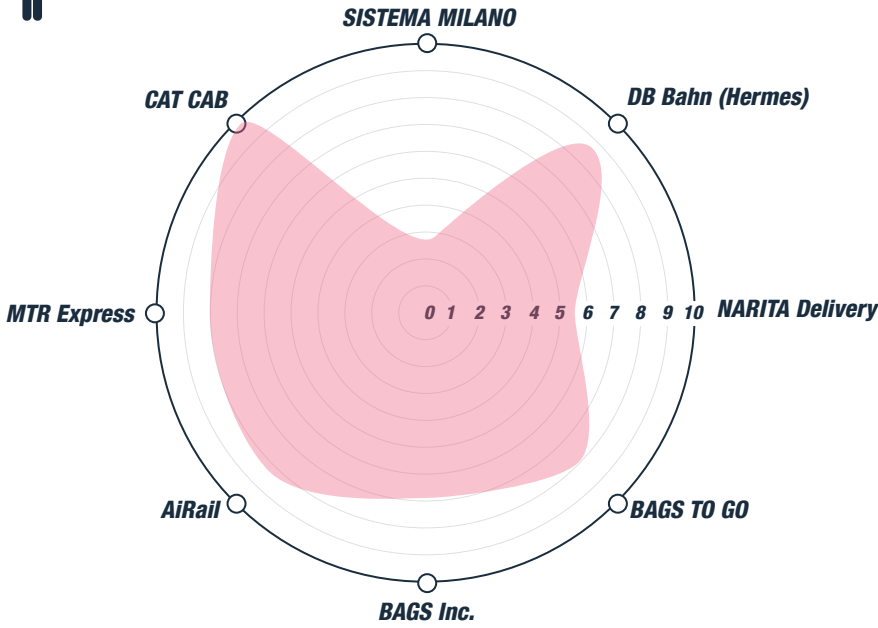 SISTEMA MILANO
CAT CAB
DB Bahn (Hermes)
MTR Express
0 1 2 3 4 5 6 7 8 9 10
NARITA Delivery
AiRail
BAGS TO GO
BAGS Inc.